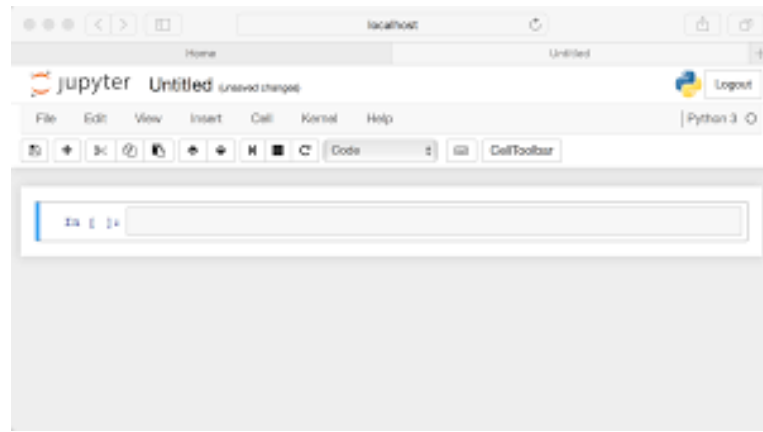 localhost
Home Untitled
jupyter Untitled (unsaved changes) Logout
File Edit View Insert Cell Kernel Help Python 3
Code CellToolbar
In [ ]: